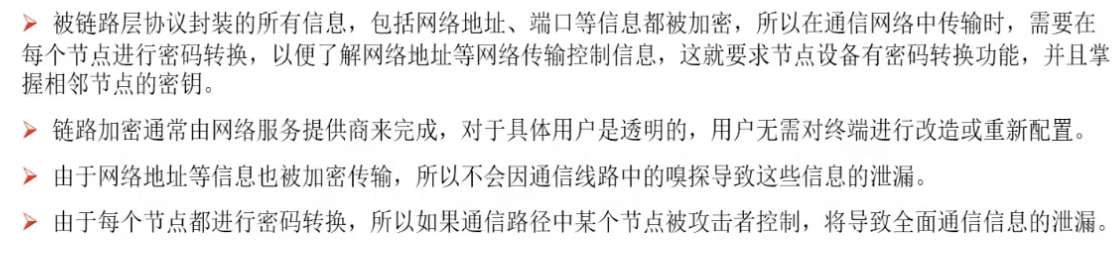 ➢ 被链路层协议封装的所有信息，包括网络地址、端口等信息都被加密，所以在通信网络中传输时，需要在
每个节点进行密码转换，以便了解网络地址等网络传输控制信息，这就要求节点设备有密码转换功能，并且掌
握相邻节点的密钥。
➢ 链路加密通常由网络服务提供商来完成，对于具体用户是透明的，用户无需对终端进行改造或重新配置。
➢ 由于网络地址等信息也被加密传输，所以不会因通信线路中的嗅探导致这些信息的泄漏。
➢ 由于每个节点都进行密码转换，所以如果通信路径中某个节点被攻击者控制，将导致全面通信信息的泄漏。